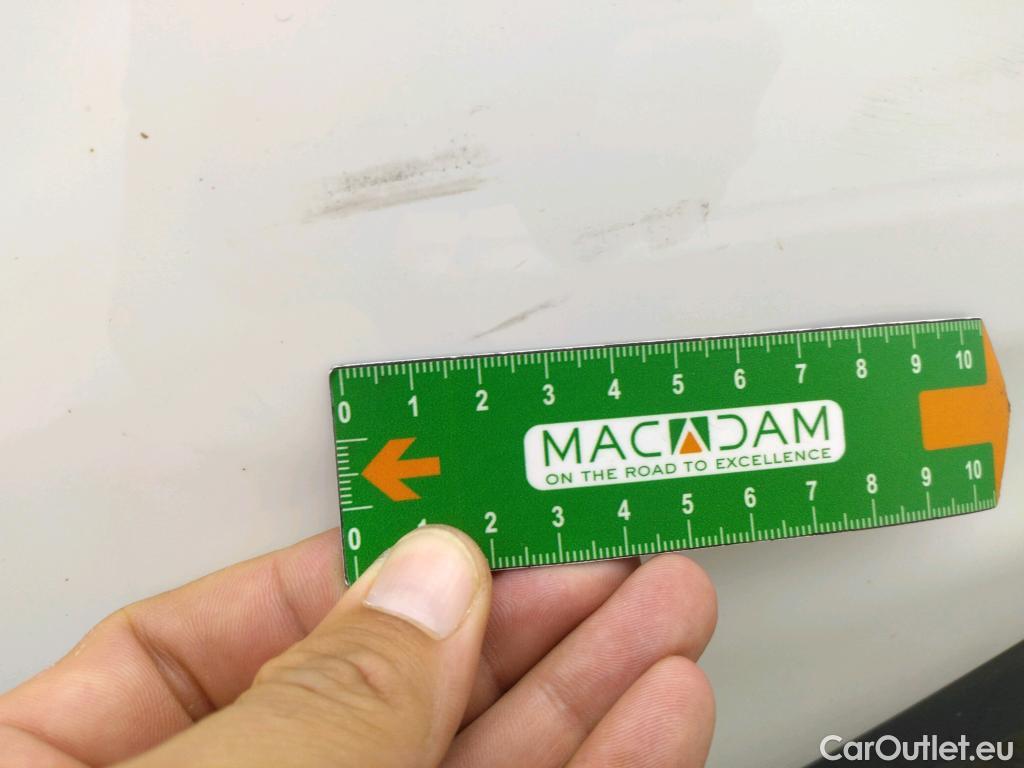 0 1 2 3 4 5 6 7 8 9 10
MACADAM
ON THE ROAD TO EXCELLENCE
0 1 2 3 4 5 6 7 8 9 10
CarOutlet.eu